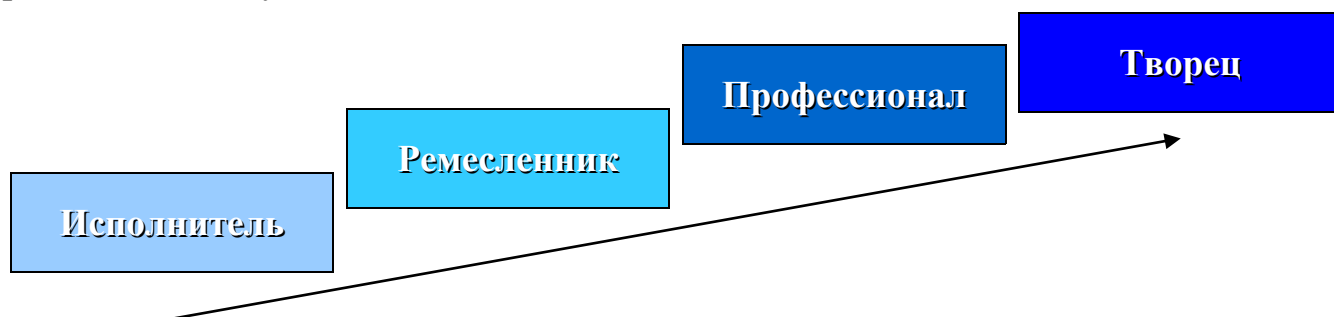 Исполнитель
Ремесленник
Профессионал
Творец